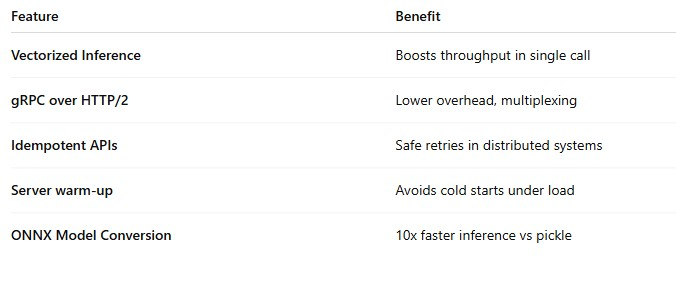 Feature Benefit
Vectorized Inference Boosts throughput in single call
gRPC over HTTP/2 Lower overhead, multiplexing
Idempotent APIs Safe retries in distributed systems
Server warm-up Avoids cold starts under load
ONNX Model Conversion 10x faster inference vs pickle